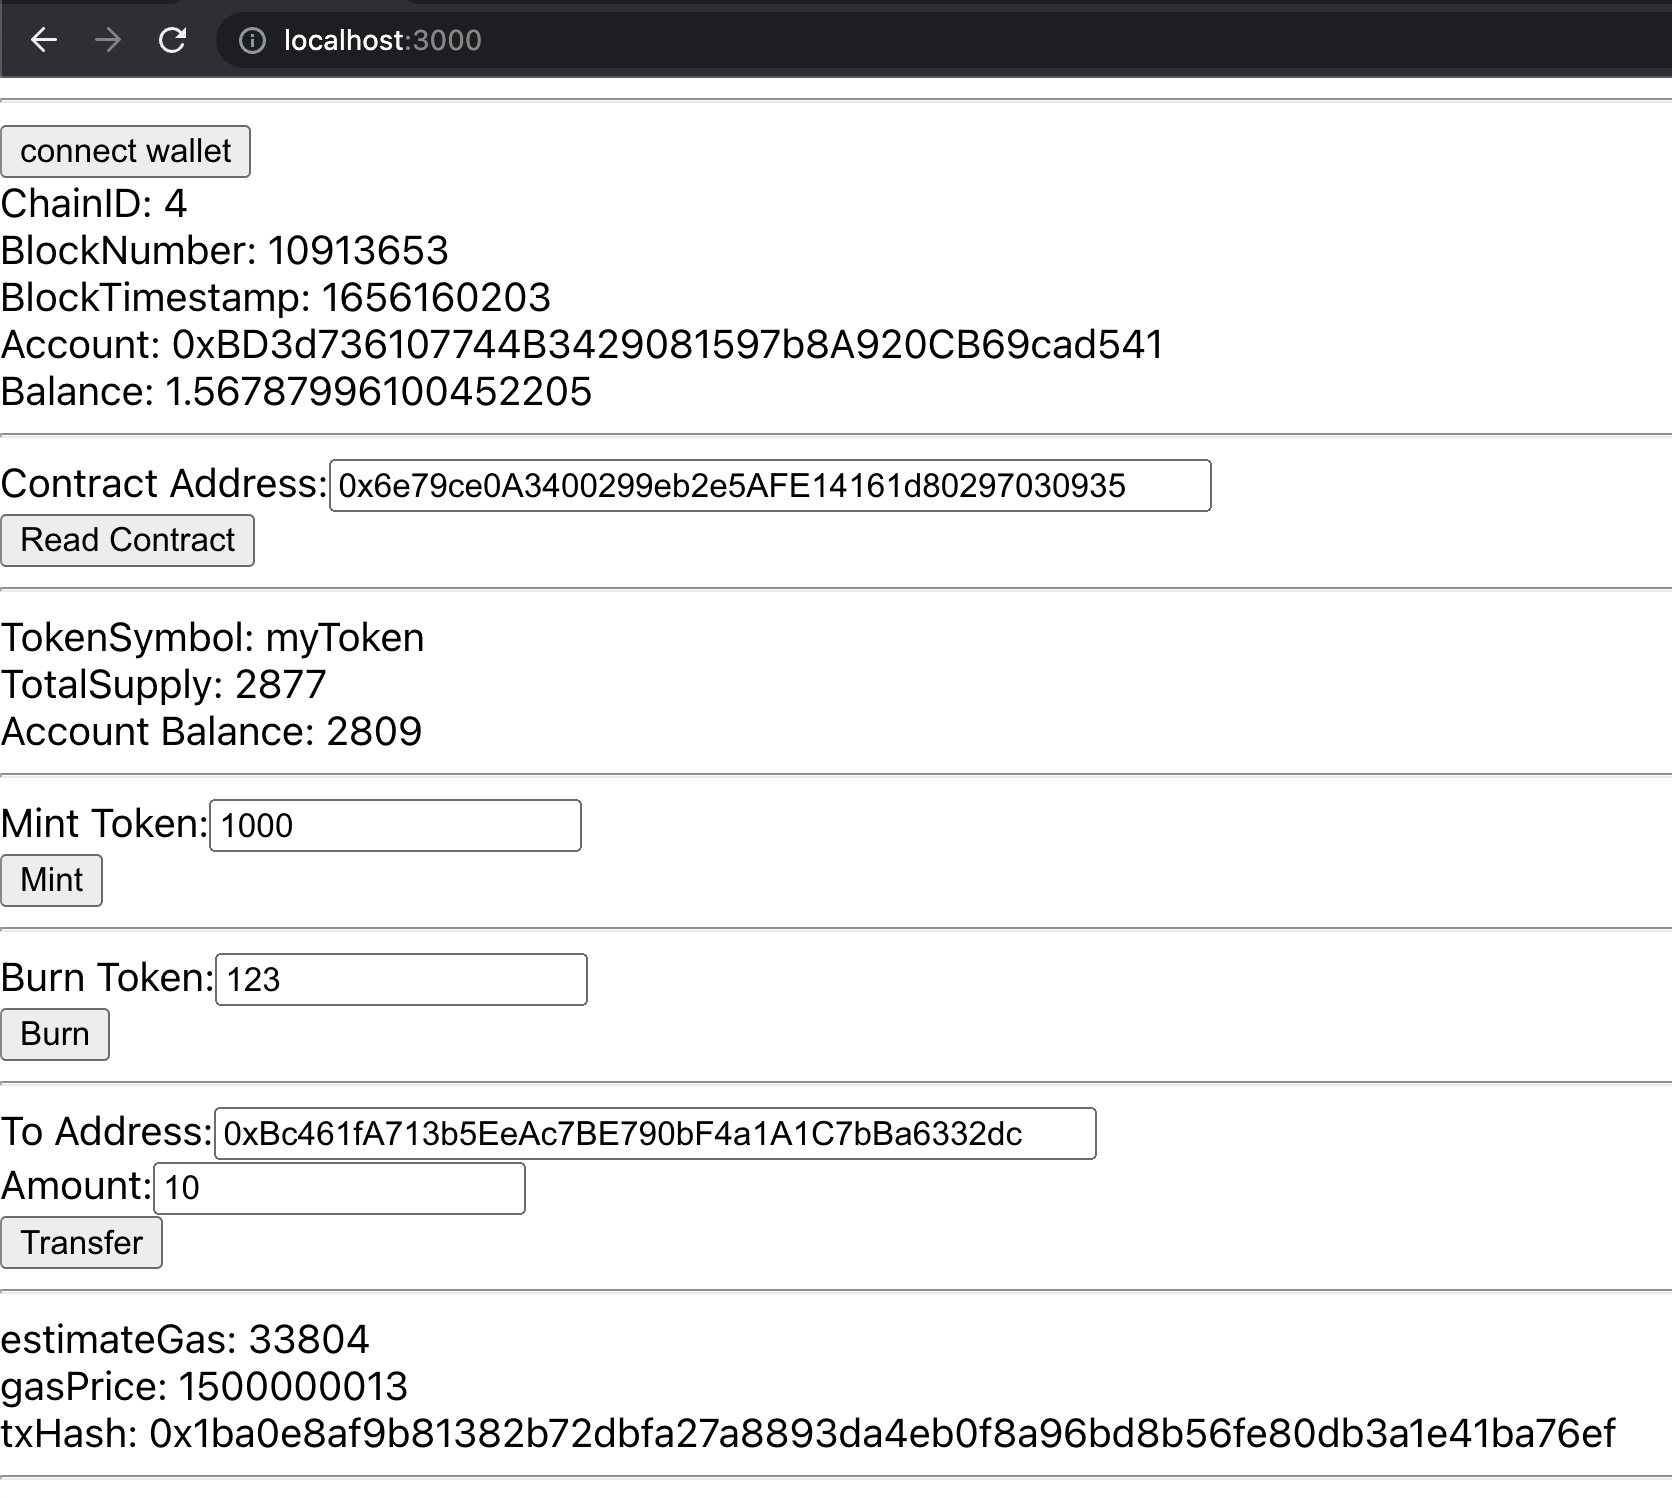 localhost:3000
connect wallet
ChainID: 4
BlockNumber: 10913653
BlockTimestamp: 1656160203
Account: 0xBD3d736107744B3429081597b8A920CB69cad541
Balance: 1.56787996100452205
Contract Address: 0x6e79ce0A3400299eb2e5AFE14161d80297030935
Read Contract
TokenSymbol: myToken
TotalSupply: 2877
Account Balance: 2809
Mint Token: 1000
Mint
Burn Token: 123
Burn
To Address: 0xBc461fA713b5EeAc7BE790bF4a1A1C7bBa6332dc
Amount: 10
Transfer
estimateGas: 33804
gasPrice: 1500000013
txHash: 0x1ba0e8af9b81382b72dbfa27a8893da4eb0f8a96bd8b56fe80db3a1e41ba76ef